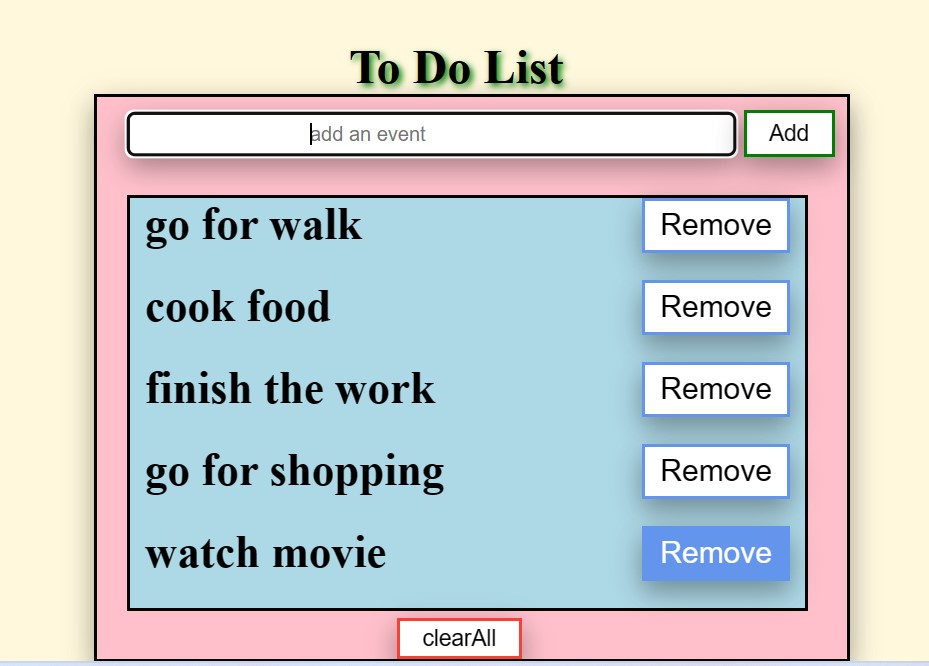 To Do List
add an event Add
go for walk Remove
cook food Remove
finish the work Remove
go for shopping Remove
watch movie Remove
clearAll